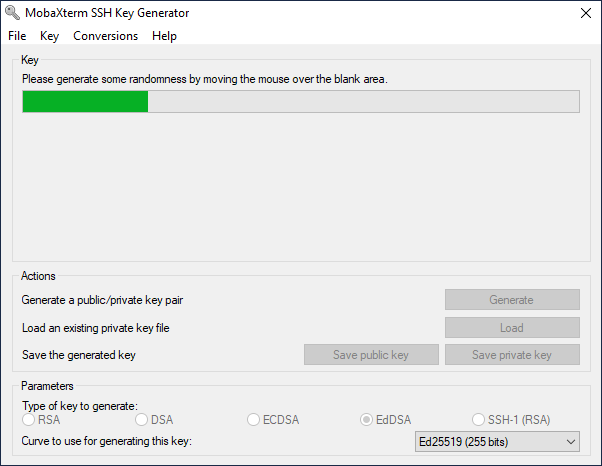 MobaXterm SSH Key Generator
File Key Conversions Help
Key
Please generate some randomness by moving the mouse over the blank area.
Actions
Generate a public/private key pair Generate
Load an existing private key file Load
Save the generated key Save public key Save private key
Parameters
Type of key to generate:
RSA DSA ECDSA EdDSA SSH-1 (RSA)
Curve to use for generating this key: Ed25519 (255 bits)